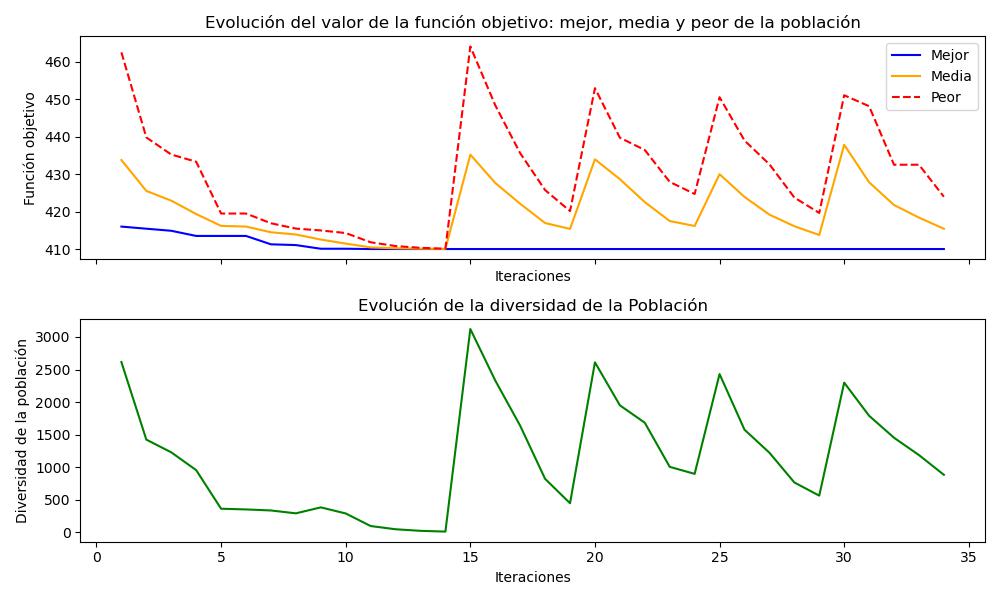 Evolución del valor de la función objetivo: mejor, media y peor de la población
Función objetivo
460
450
440
430
420
410
Mejor
Media
Peor
Iteraciones
Evolución de la diversidad de la Población
Diversidad de la población
3000
2500
2000
1500
1000
500
0
0 5 10 15 20 25 30 35
Iteraciones